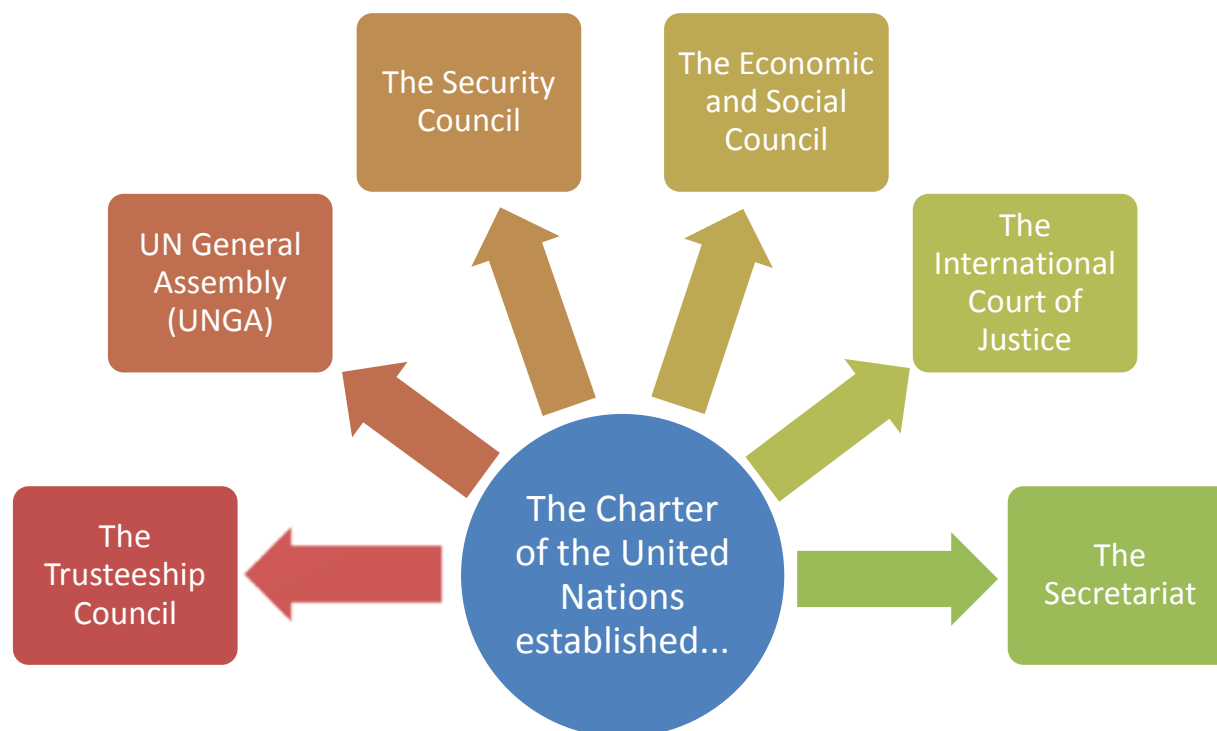 The Security
Council
The Economic
and Social
Council
UN General
Assembly
(UNGA)
The
International
Court of
Justice
The
Trusteeship
Council
The Charter
of the United
Nations
established...
The
Secretariat